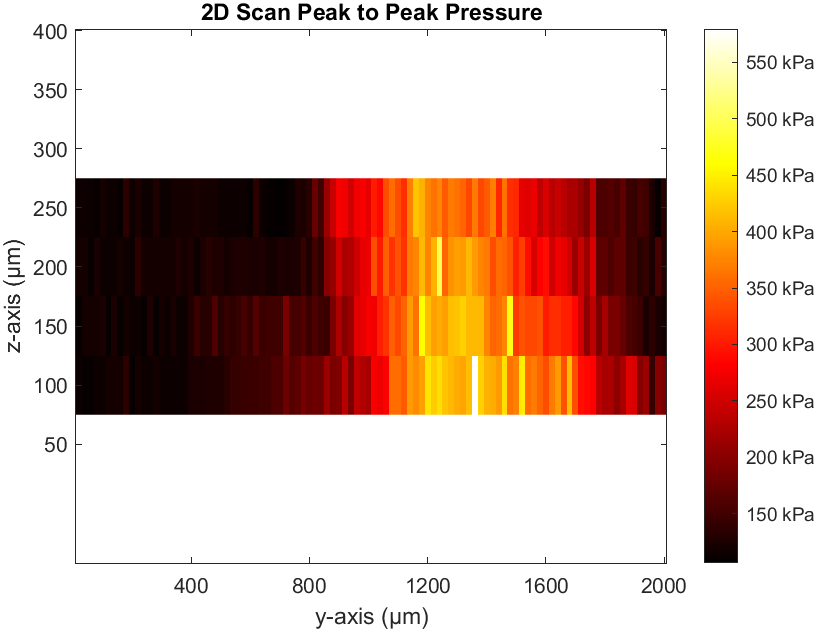 2D Scan Peak to Peak Pressure
400
350
300
250
200
150
100
50
z-axis (µm)
400 800 1200 1600 2000
y-axis (µm)
550 kPa
500 kPa
450 kPa
400 kPa
350 kPa
300 kPa
250 kPa
200 kPa
150 kPa